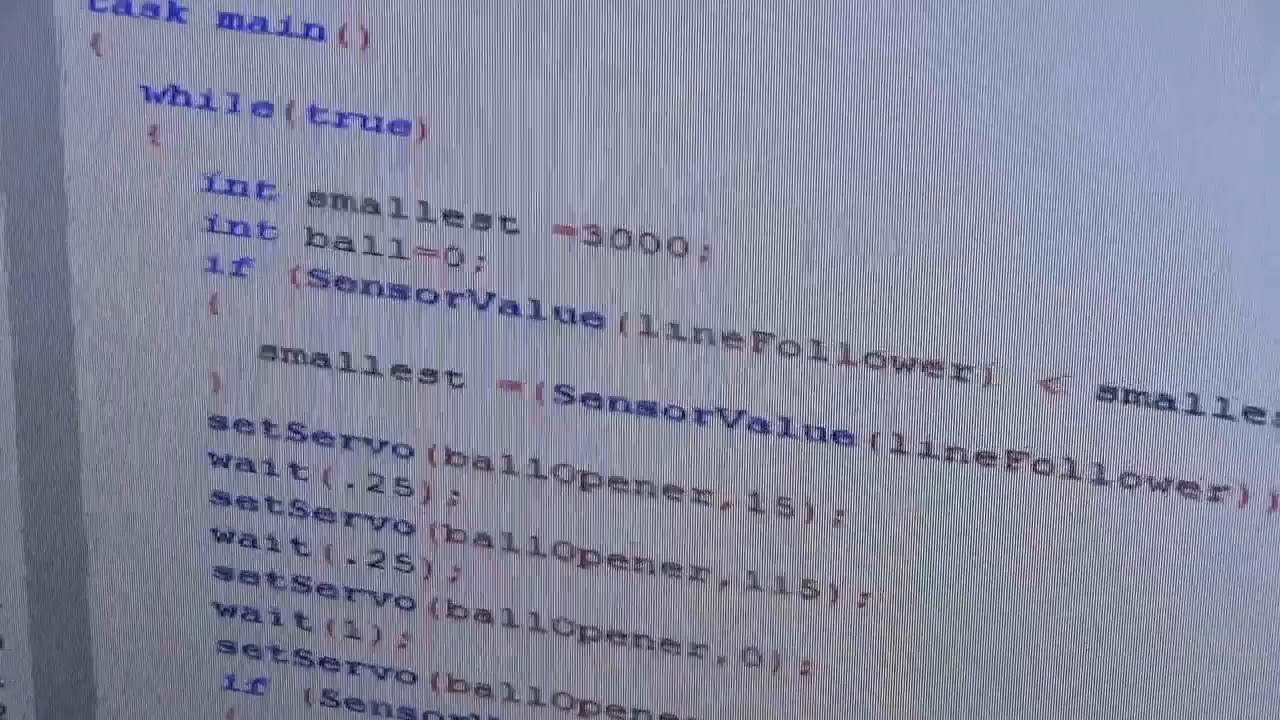 task main()
{
while(true)
{
int smallest =3000;
int ball=0;
if (SensorValue(lineFollower) < smalles
{
smallest =(SensorValue(lineFollower));
}
setServo(ballOpener,15);
wait(.25);
setServo(ballOpener,115);
wait(.25);
setServo(ballOpener,0);
wait(1);
setServo(ballOpene
if (Sensor
{